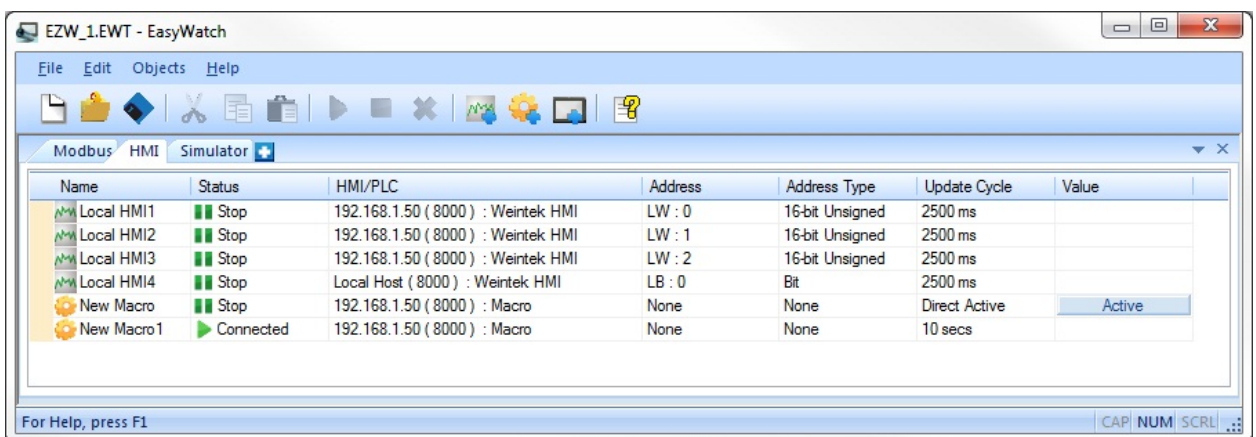 EZW_1.EWT - EasyWatch
File Edit Objects Help
Modbus HMI Simulator
Name Status HMI/PLC Address Address Type Update Cycle Value
Local HMI1 Stop 192.168.1.50 ( 8000 ) : Weintek HMI LW : 0 16-bit Unsigned 2500 ms
Local HMI2 Stop 192.168.1.50 ( 8000 ) : Weintek HMI LW : 1 16-bit Unsigned 2500 ms
Local HMI3 Stop 192.168.1.50 ( 8000 ) : Weintek HMI LW : 2 16-bit Unsigned 2500 ms
Local HMI4 Stop Local Host ( 8000 ) : Weintek HMI LB : 0 Bit 2500 ms
New Macro Stop 192.168.1.50 ( 8000 ) : Macro None None Direct Active Active
New Macro1 Connected 192.168.1.50 ( 8000 ) : Macro None None 10 secs
For Help, press F1 CAP NUM SCRL